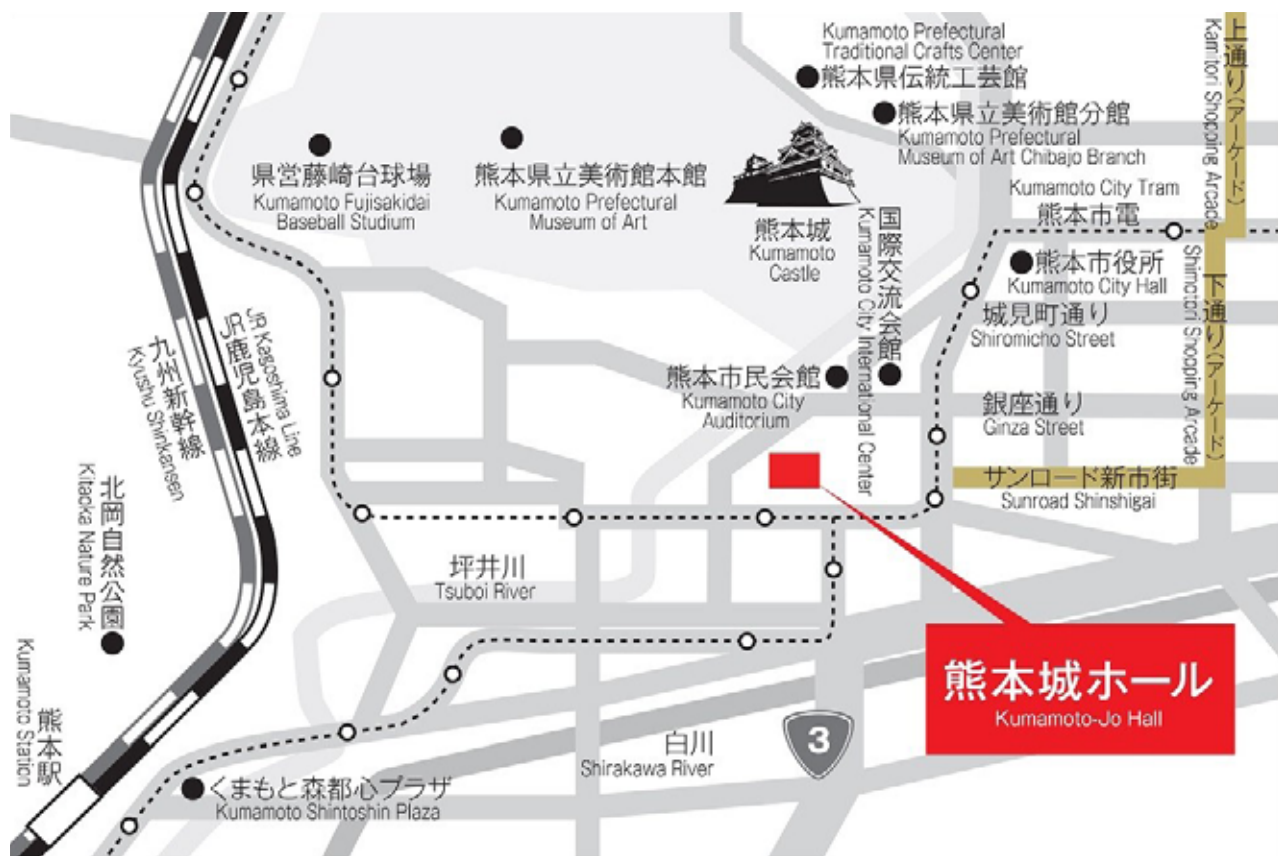 Kumamoto Prefectural
Traditional Crafts Center
熊本県伝統工芸館
熊本県立美術館分館
Kumamoto Prefectural
Museum of Art Chibajo Branch
上通り(アーケード)
Kamitori Shopping Arcade
県営藤崎台球場
Kumamoto Fujisakidai
Baseball Studium
熊本県立美術館本館
Kumamoto Prefectural
Museum of Art
熊本城
Kumamoto
Castle
国際交流会館
Kumamoto City International Center
Kumamoto City Tram
熊本市電
熊本市役所
Kumamoto City Hall
城見町通り
Shiromicho Street
下通り(アーケード)
Shimotori Shopping Arcade
九州新幹線
Kyushu Shinkansen
JR鹿児島本線
JR Kagoshima Line
熊本市民会館
Kumamoto City
Auditorium
銀座通り
Ginza Street
サンロード新市街
Sunroad Shinshigai
北岡自然公園
Kitaoka Nature Park
坪井川
Tsuboi River
熊本城ホール
Kumamoto-Jo Hall
熊本駅
Kumamoto Station
3
白川
Shirakawa River
くまもと森都心プラザ
Kumamoto Shintoshin Plaza